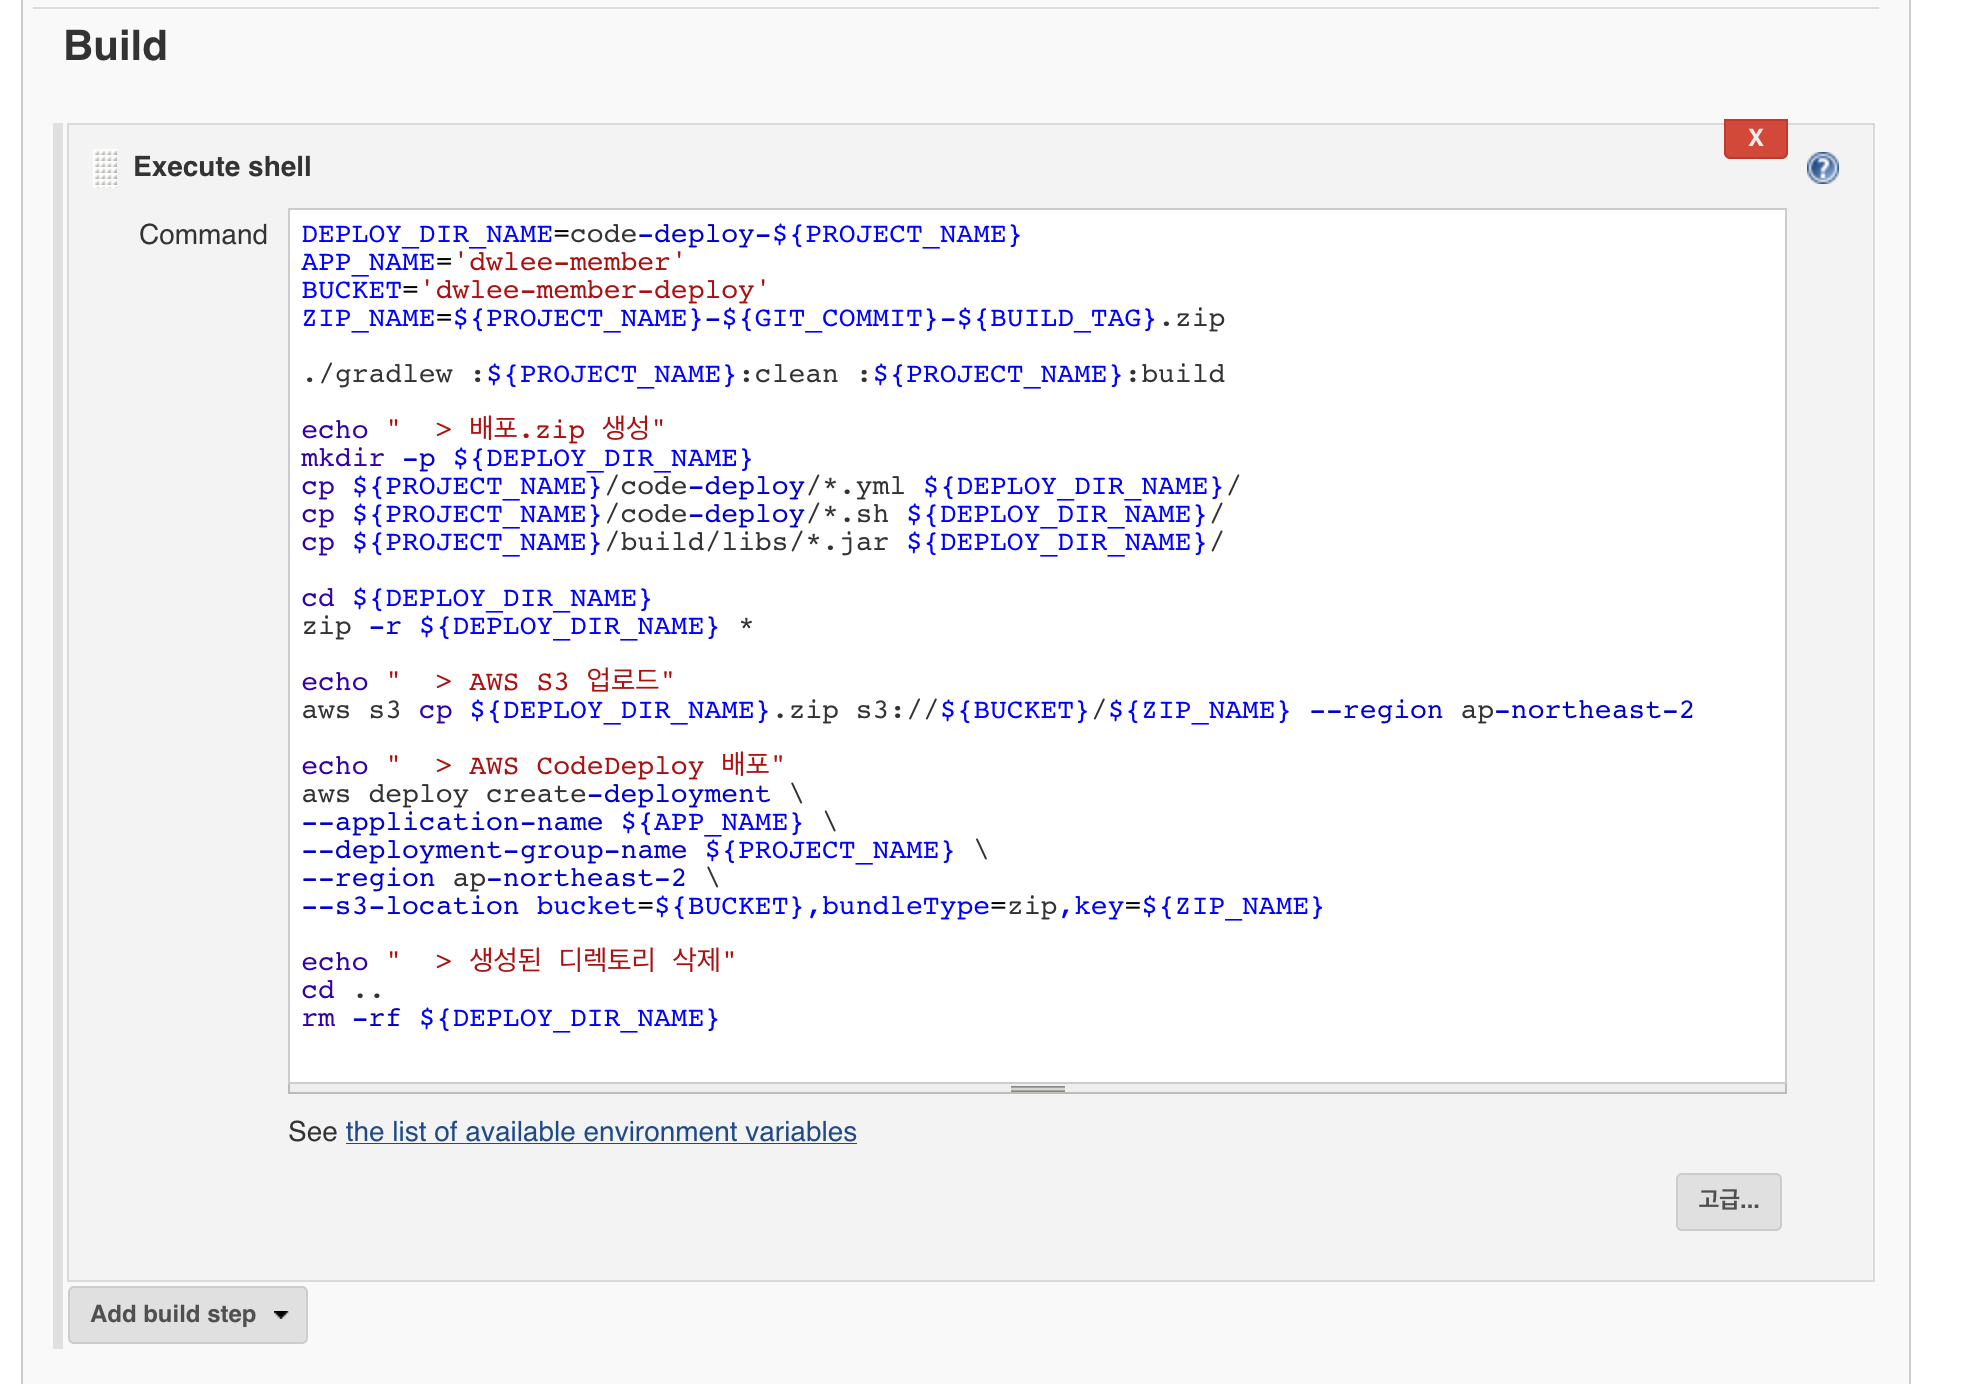 Build
X
Execute shell
?
Command
DEPLOY_DIR_NAME=code-deploy-${PROJECT_NAME}
APP_NAME='dwlee-member'
BUCKET='dwlee-member-deploy'
ZIP_NAME=${PROJECT_NAME}-${GIT_COMMIT}-${BUILD_TAG}.zip
./gradlew :${PROJECT_NAME}:clean :${PROJECT_NAME}:build
echo "  > 배포.zip 생성"
mkdir -p ${DEPLOY_DIR_NAME}
cp ${PROJECT_NAME}/code-deploy/*.yml ${DEPLOY_DIR_NAME}/
cp ${PROJECT_NAME}/code-deploy/*.sh ${DEPLOY_DIR_NAME}/
cp ${PROJECT_NAME}/build/libs/*.jar ${DEPLOY_DIR_NAME}/
cd ${DEPLOY_DIR_NAME}
zip -r ${DEPLOY_DIR_NAME} *
echo "  > AWS S3 업로드"
aws s3 cp ${DEPLOY_DIR_NAME}.zip s3://${BUCKET}/${ZIP_NAME} --region ap-northeast-2
echo "  > AWS CodeDeploy 배포"
aws deploy create-deployment \
--application-name ${APP_NAME} \
--deployment-group-name ${PROJECT_NAME} \
--region ap-northeast-2 \
--s3-location bucket=${BUCKET},bundleType=zip,key=${ZIP_NAME}
echo "  > 생성된 디렉토리 삭제"
cd ..
rm -rf ${DEPLOY_DIR_NAME}
See the list of available environment variables
고급...
Add build step